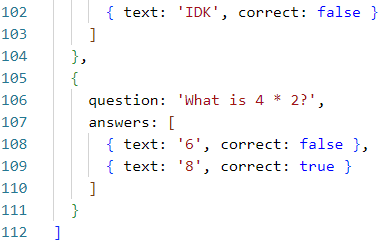 102 { text: 'IDK', correct: false }
103 ]
104 },
105 {
106 question: 'What is 4 * 2?',
107 answers: [
108 { text: '6', correct: false },
109 { text: '8', correct: true }
110 ]
111 }
112 ]